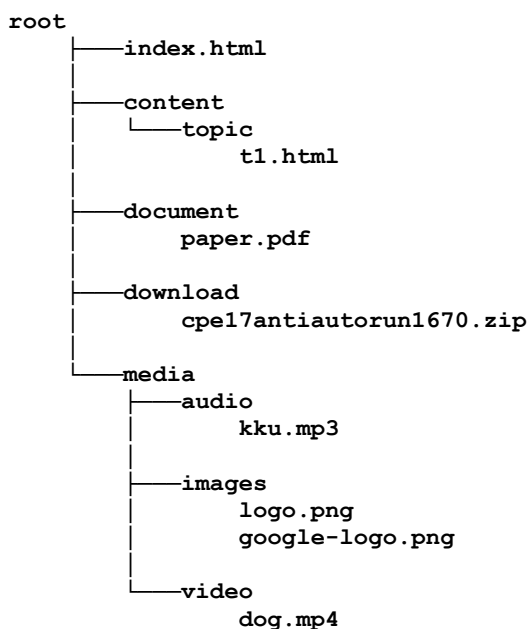 root
index.html
content
topic
t1.html
document
paper.pdf
download
cpe17antiautorun1670.zip
media
audio
kku.mp3
images
logo.png
google-logo.png
video
dog.mp4